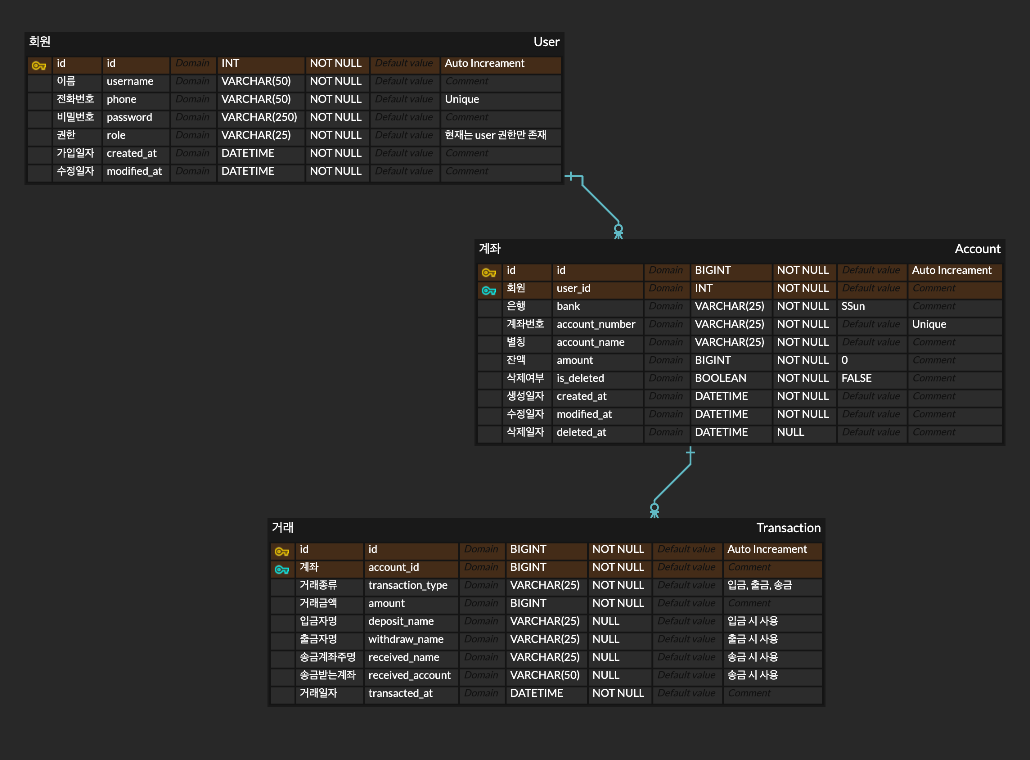 회원 User
id id Domain INT NOT NULL Default value Auto Increament
이름 username Domain VARCHAR(50) NOT NULL Default value Comment
전화번호 phone Domain VARCHAR(50) NOT NULL Default value Unique
비밀번호 password Domain VARCHAR(250) NOT NULL Default value Comment
권한 role Domain VARCHAR(25) NOT NULL Default value 현재는 user 권한만 존재
가입일자 created_at Domain DATETIME NOT NULL Default value Comment
수정일자 modified_at Domain DATETIME NOT NULL Default value Comment
계좌 Account
id id Domain BIGINT NOT NULL Default value Auto Increament
회원 user_id Domain INT NOT NULL Default value Comment
은행 bank Domain VARCHAR(25) NOT NULL SSun Comment
계좌번호 account_number Domain VARCHAR(25) NOT NULL Default value Unique
별칭 account_name Domain VARCHAR(25) NOT NULL Default value Comment
잔액 amount Domain BIGINT NOT NULL 0 Comment
삭제여부 is_deleted Domain BOOLEAN NOT NULL FALSE Comment
생성일자 created_at Domain DATETIME NOT NULL Default value Comment
수정일자 modified_at Domain DATETIME NOT NULL Default value Comment
삭제일자 deleted_at Domain DATETIME NULL Default value Comment
거래 Transaction
id id Domain BIGINT NOT NULL Default value Auto Increament
계좌 account_id Domain BIGINT NOT NULL Default value Comment
거래종류 transaction_type Domain VARCHAR(25) NOT NULL Default value 입금, 출금, 송금
거래금액 amount Domain BIGINT NOT NULL Default value Comment
입금자명 deposit_name Domain VARCHAR(25) NULL Default value 입금 시 사용
출금자명 withdraw_name Domain VARCHAR(25) NULL Default value 출금 시 사용
송금계좌주명 received_name Domain VARCHAR(25) NULL Default value 송금 시 사용
송금받는계좌 received_account Domain VARCHAR(50) NULL Default value 송금 시 사용
거래일자 transacted_at Domain DATETIME NOT NULL Default value Comment